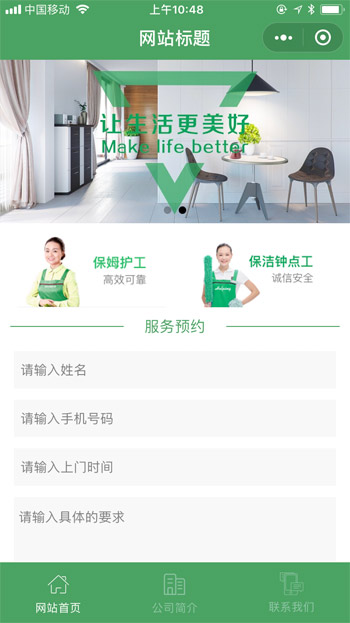 中国移动
上午10:48
网站标题
让生活更美好
Make life better
保姆护工
高效可靠
保洁钟点工
诚信安全
服务预约
请输入姓名
请输入手机号码
请输入上门时间
请输入具体的要求
网站首页
公司简介
联系我们